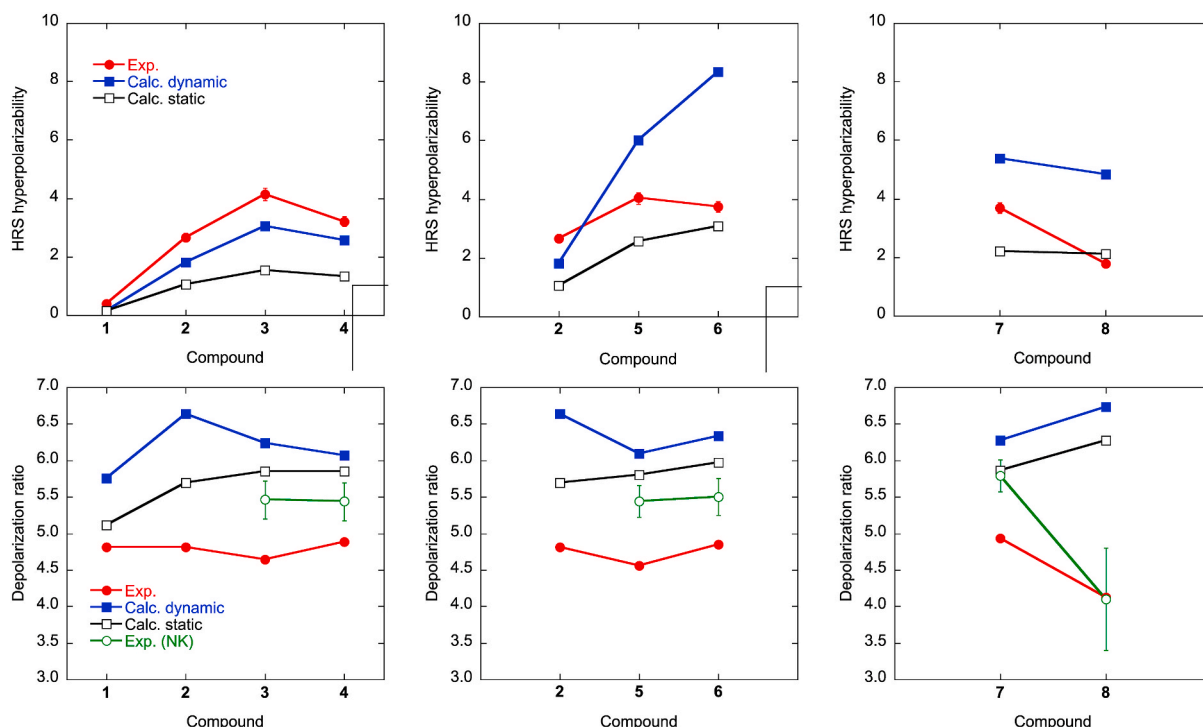 HRS hyperpolarizability
10
8
6
4
2
0
Exp.
Calc. dynamic
Calc. static
1 2 3 4
Compound
HRS hyperpolarizability
10
8
6
4
2
0
2 5 6
Compound
HRS hyperpolarizability
10
8
6
4
2
0
7 8
Compound
Depolarization ratio
7.0
6.5
6.0
5.5
5.0
4.5
4.0
3.5
3.0
Exp.
Calc. dynamic
Calc. static
Exp. (NK)
1 2 3 4
Compound
Depolarization ratio
7.0
6.5
6.0
5.5
5.0
4.5
4.0
3.5
3.0
2 5 6
Compound
Depolarization ratio
7.0
6.5
6.0
5.5
5.0
4.5
4.0
3.5
3.0
7 8
Compound